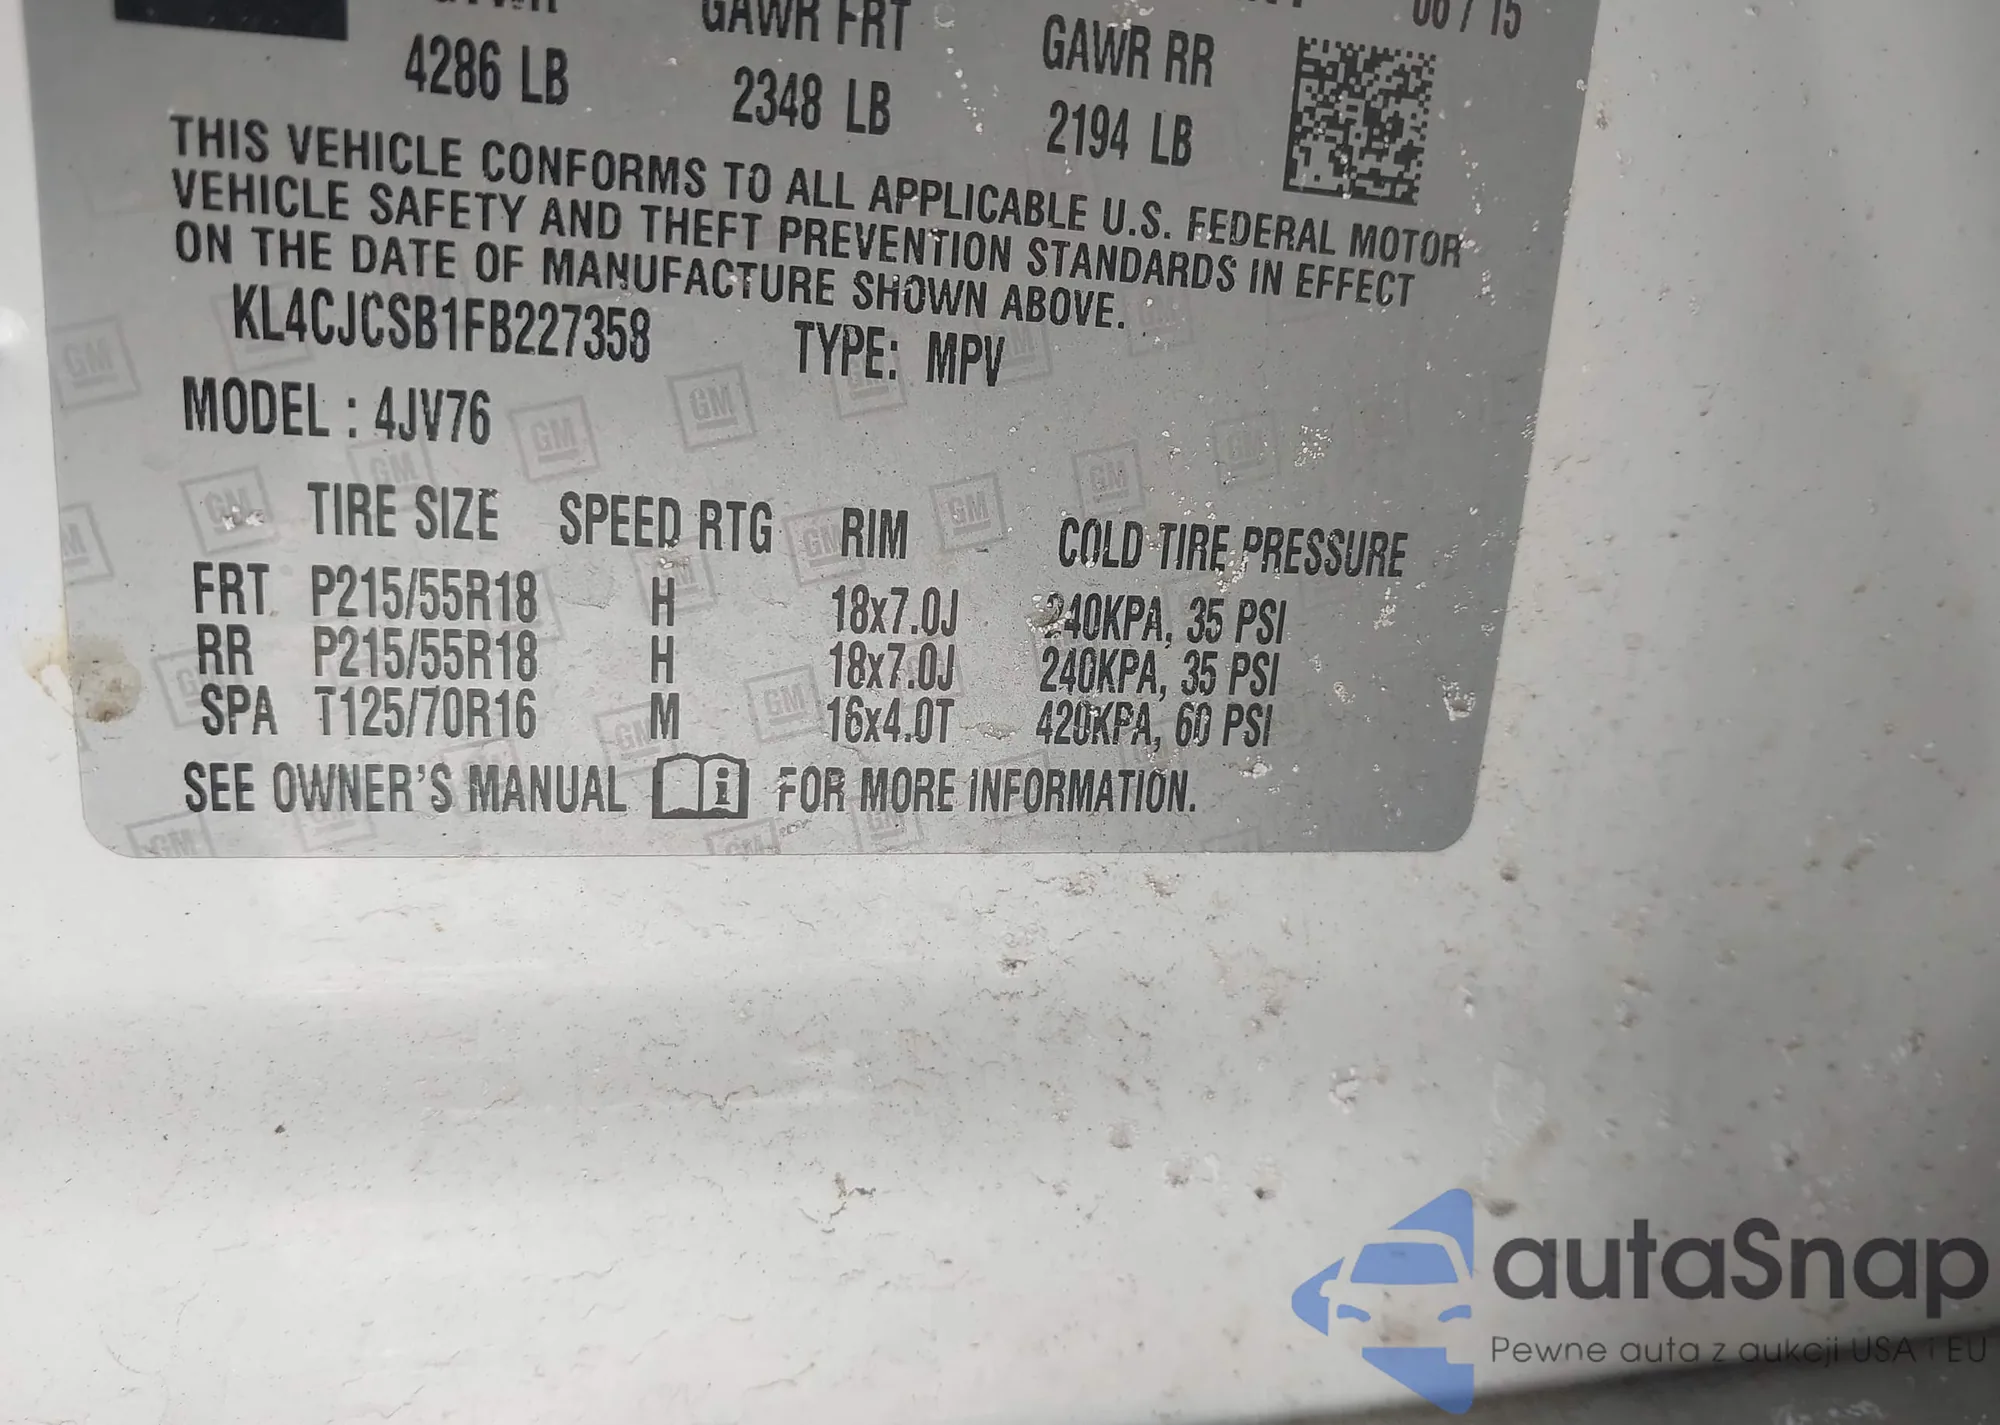 GVWR GAWR FRT GAWR RR 06 / 15
4286 LB 2348 LB 2194 LB
THIS VEHICLE CONFORMS TO ALL APPLICABLE U.S. FEDERAL MOTOR
VEHICLE SAFETY AND THEFT PREVENTION STANDARDS IN EFFECT
ON THE DATE OF MANUFACTURE SHOWN ABOVE.
KL4CJCSB1FB227358 TYPE: MPV
MODEL : 4JV76
TIRE SIZE SPEED RTG RIM COLD TIRE PRESSURE
FRT P215/55R18 H 18x7.0J 240KPA, 35 PSI
RR P215/55R18 H 18x7.0J 240KPA, 35 PSI
SPA T125/70R16 M 16x4.0T 420KPA, 60 PSI
SEE OWNER'S MANUAL i FOR MORE INFORMATION.
autaSnap
Pewne auta z aukcji USA i EU